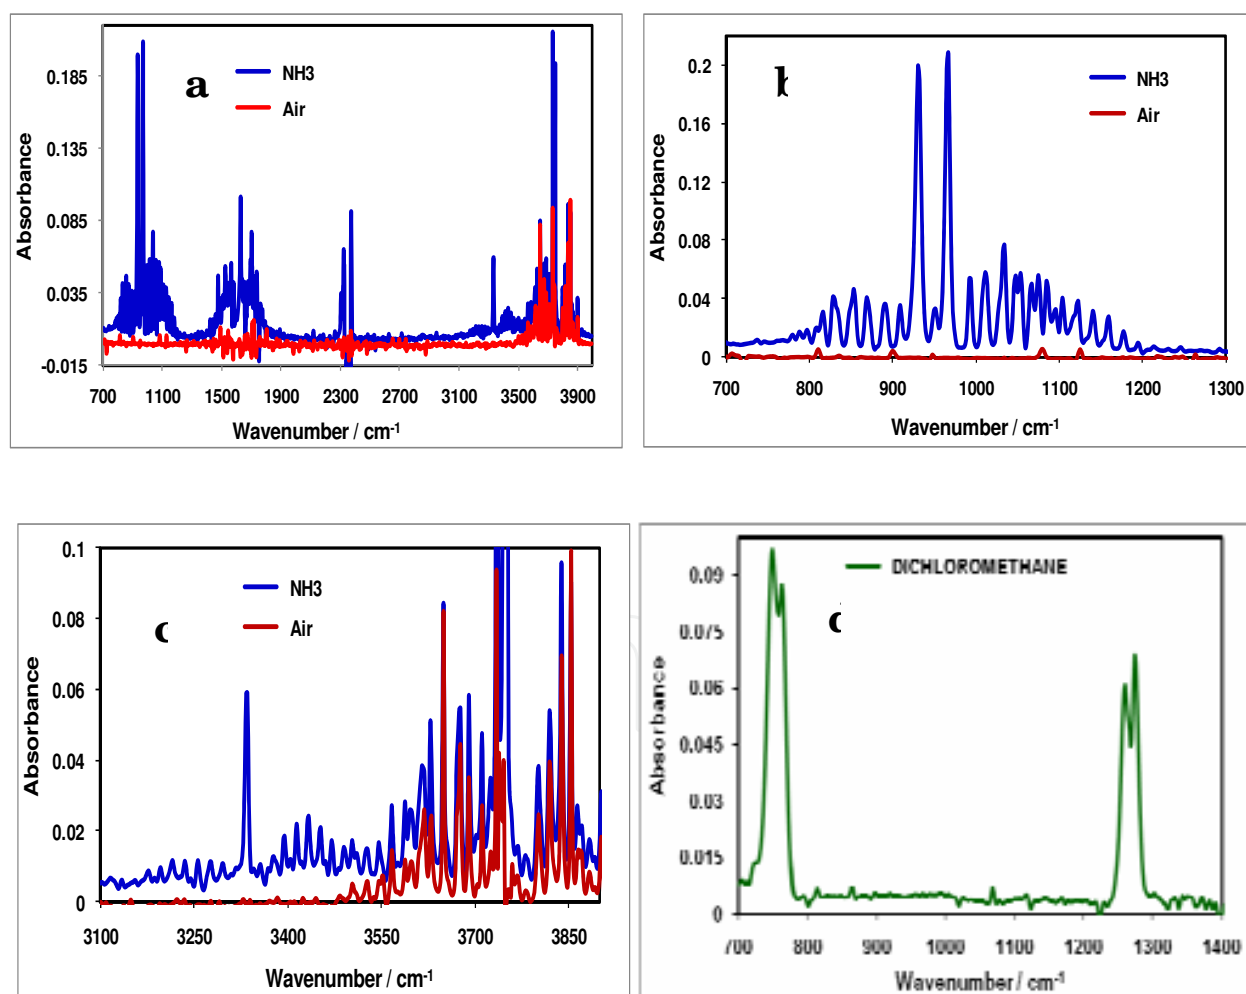 a
NH3
Air
0.185
0.135
0.085
0.035
-0.015
700 1100 1500 1900 2300 2700 3100 3500 3900
Absorbance
Wavenumber / cm-1
NH3
Air
0.2
0.16
0.12
0.08
0.04
0
700 800 900 1000 1100 1200 1300
Absorbance
Wavenumber / cm-1
c
NH3
Air
0.1
0.08
0.06
0.04
0.02
0
3100 3250 3400 3550 3700 3850
Absorbance
Wavenumber / cm-1
DICHLOROMETHANE
0.09
0.075
0.06
0.045
0.03
0.015
0
700 800 900 1000 1100 1200 1300 1400
Absorbance
Wavenumber / cm-1